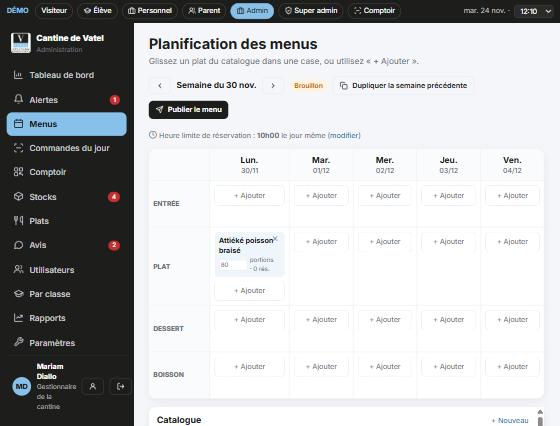 DÉMO Visiteur Élève Personnel Parent Admin Super admin Comptoir mar. 24 nov. - 12:10
Cantine de Vatel
Administration
Tableau de bord
Alertes 1
Menus
Commandes du jour
Comptoir
Stocks 4
Plats
Avis 2
Utilisateurs
Par classe
Rapports
Paramètres
MD Mariam Diallo
Gestionnaire de la cantine
Planification des menus
Glissez un plat du catalogue dans une case, ou utilisez « + Ajouter ».
Semaine du 30 nov. Brouillon Dupliquer la semaine précédente
Publier le menu
Heure limite de réservation : 10h00 le jour même (modifier)
Lun. Mar. Mer. Jeu. Ven.
30/11 01/12 02/12 03/12 04/12
ENTRÉE + Ajouter + Ajouter + Ajouter + Ajouter + Ajouter
PLAT Attiéké poisson braisé × + Ajouter + Ajouter + Ajouter + Ajouter
80 portions - 0 rés.
+ Ajouter
DESSERT + Ajouter + Ajouter + Ajouter + Ajouter + Ajouter
BOISSON + Ajouter + Ajouter + Ajouter + Ajouter + Ajouter
Catalogue + Nouveau